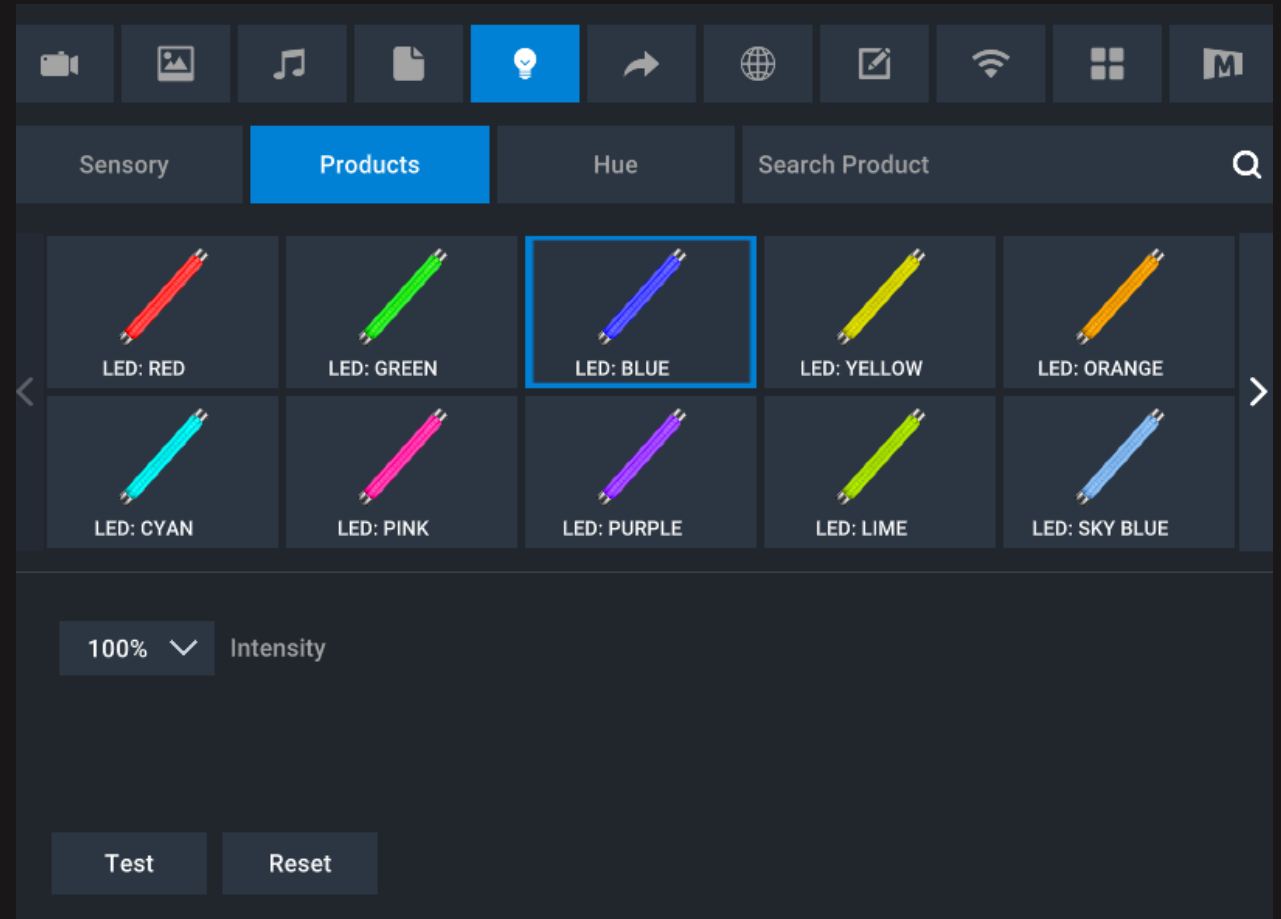 M
Sensory Products Hue Search Product
LED: RED LED: GREEN LED: BLUE LED: YELLOW LED: ORANGE
LED: CYAN LED: PINK LED: PURPLE LED: LIME LED: SKY BLUE
100% Intensity
Test Reset